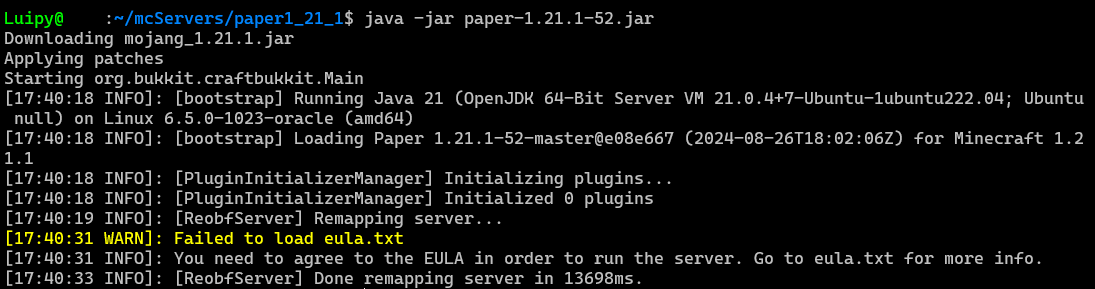 Luipy@    :~/mcServers/paper1_21_1$ java -jar paper-1.21.1-52.jar
Downloading mojang_1.21.1.jar
Applying patches
Starting org.bukkit.craftbukkit.Main
[17:40:18 INFO]: [bootstrap] Running Java 21 (OpenJDK 64-Bit Server VM 21.0.4+7-Ubuntu-1ubuntu222.04; Ubuntu
 null) on Linux 6.5.0-1023-oracle (amd64)
[17:40:18 INFO]: [bootstrap] Loading Paper 1.21.1-52-master@e08e667 (2024-08-26T18:02:06Z) for Minecraft 1.2
1.1
[17:40:18 INFO]: [PluginInitializerManager] Initializing plugins...
[17:40:18 INFO]: [PluginInitializerManager] Initialized 0 plugins
[17:40:19 INFO]: [ReobfServer] Remapping server...
[17:40:31 WARN]: Failed to load eula.txt
[17:40:31 INFO]: You need to agree to the EULA in order to run the server. Go to eula.txt for more info.
[17:40:33 INFO]: [ReobfServer] Done remapping server in 13698ms.